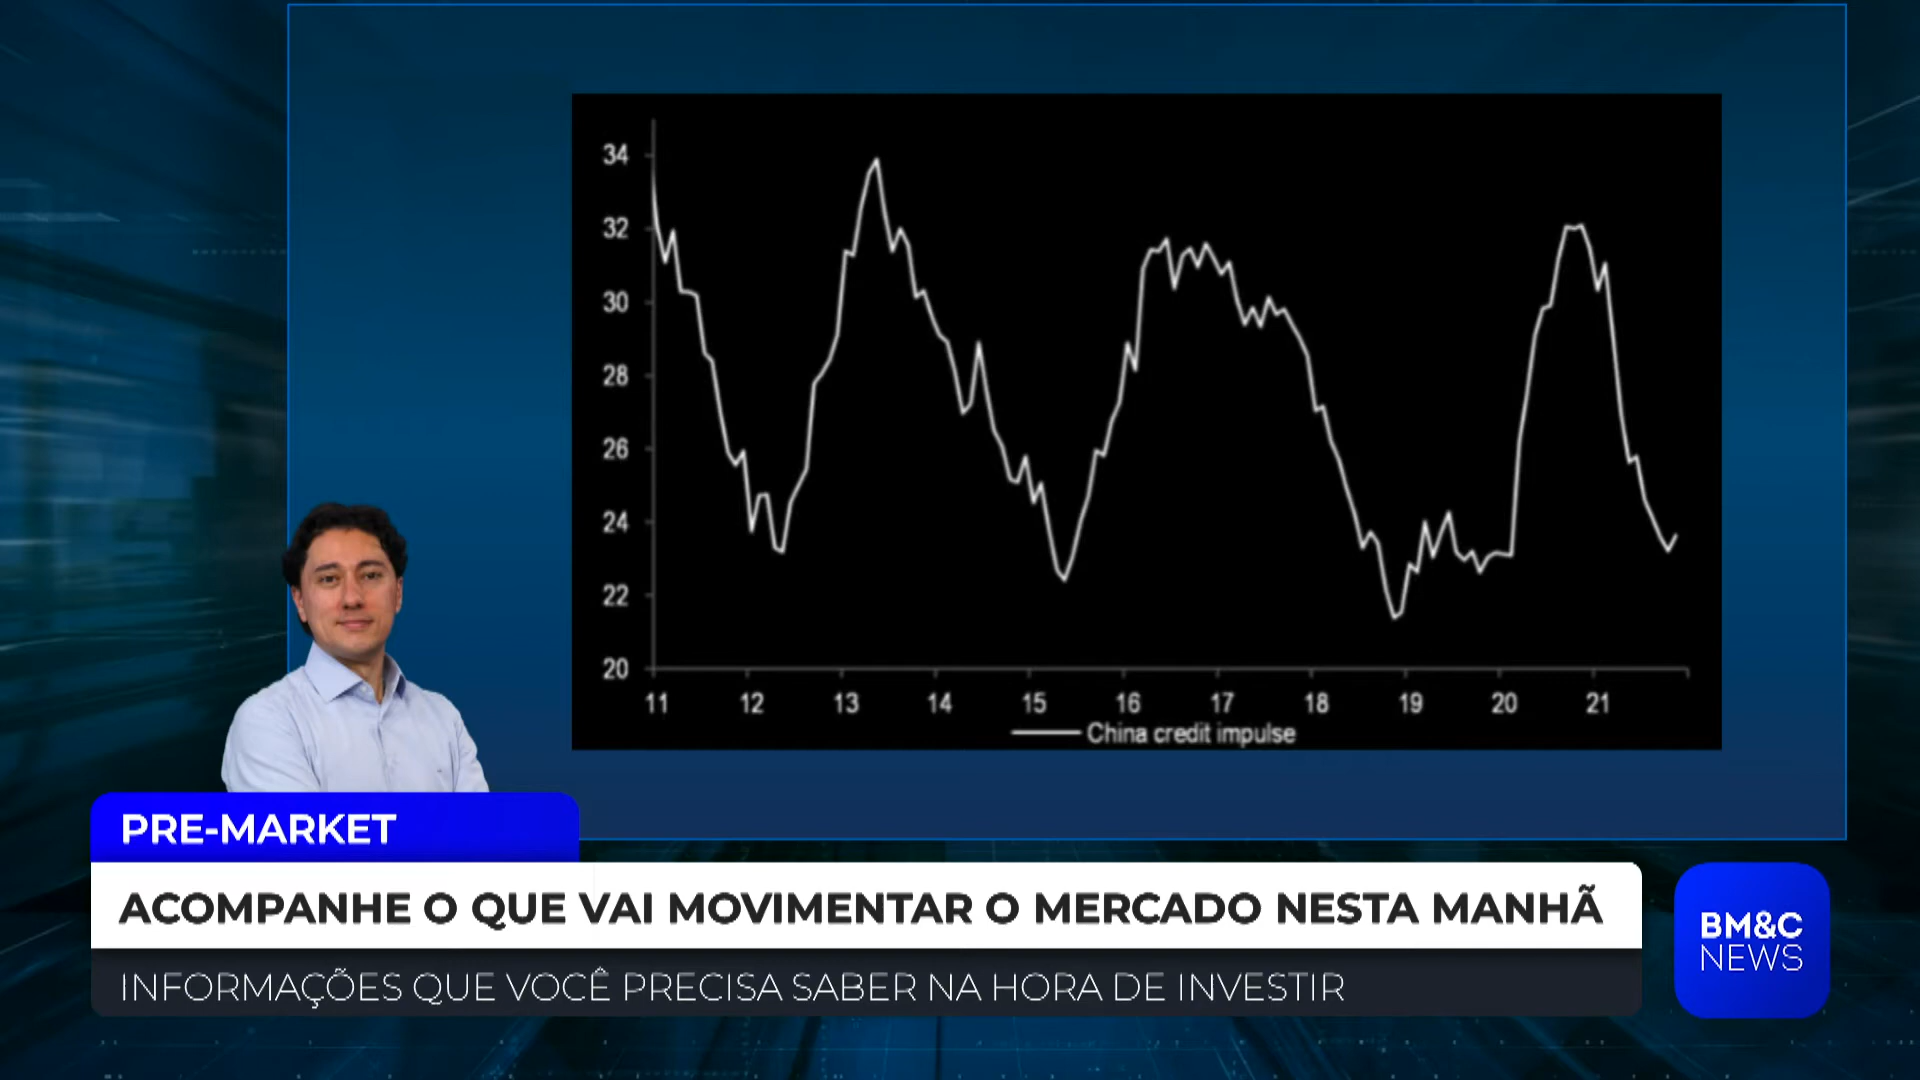 34
32
30
28
26
24
22
20
11 12 13 14 15 16 17 18 19 20 21
China credit impulse
PRE-MARKET
ACOMPANHE O QUE VAI MOVIMENTAR O MERCADO NESTA MANHÃ
INFORMAÇÕES QUE VOCÊ PRECISA SABER NA HORA DE INVESTIR
BM&C
NEWS